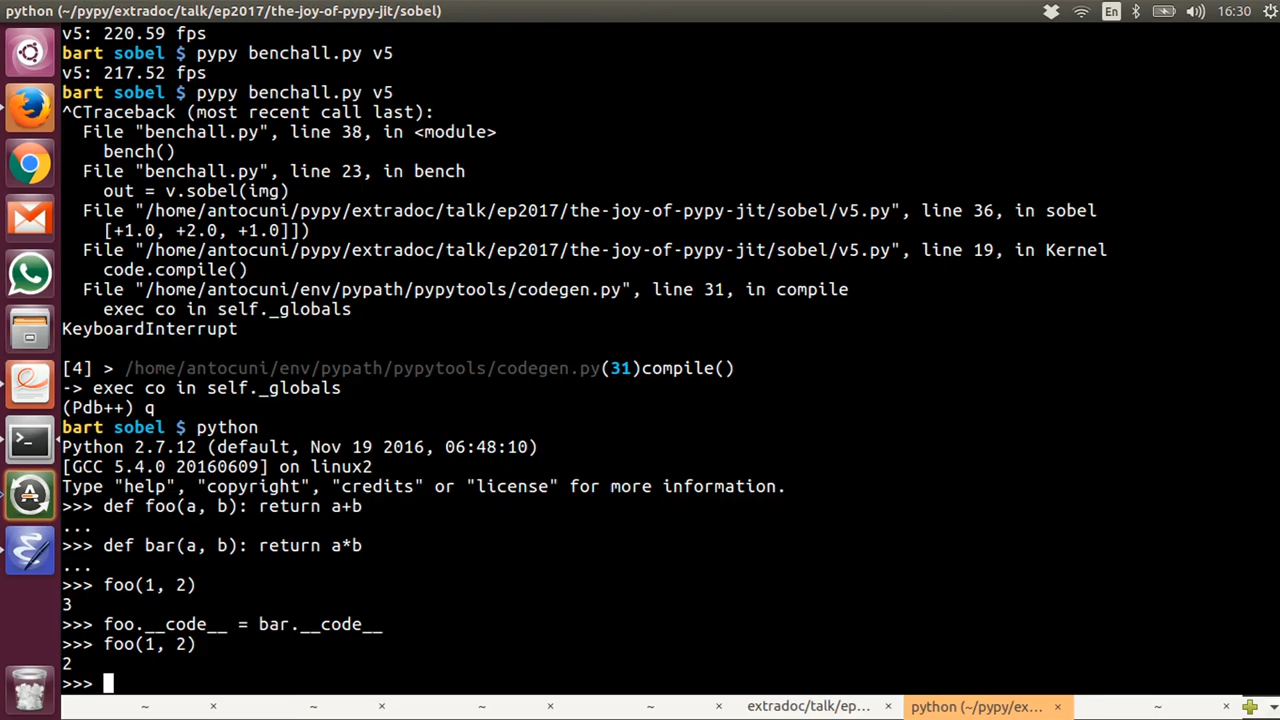 python (~/pypy/extradoc/talk/ep2017/the-joy-of-pypy-jit/sobel)
En
16:30
v5: 220.59 fps
bart sobel $ pypy benchall.py v5
v5: 217.52 fps
bart sobel $ pypy benchall.py v5
^CTraceback (most recent call last):
  File "benchall.py", line 38, in <module>
    bench()
  File "benchall.py", line 23, in bench
    out = v.sobel(img)
  File "/home/antocuni/pypy/extradoc/talk/ep2017/the-joy-of-pypy-jit/sobel/v5.py", line 36, in sobel
    [+1.0, +2.0, +1.0]])
  File "/home/antocuni/pypy/extradoc/talk/ep2017/the-joy-of-pypy-jit/sobel/v5.py", line 19, in Kernel
    code.compile()
  File "/home/antocuni/env/pypath/pypytools/codegen.py", line 31, in compile
    exec co in self._globals
KeyboardInterrupt
[4] > /home/antocuni/env/pypath/pypytools/codegen.py(31)compile()
-> exec co in self._globals
(Pdb++) q
bart sobel $ python
Python 2.7.12 (default, Nov 19 2016, 06:48:10)
[GCC 5.4.0 20160609] on linux2
Type "help", "copyright", "credits" or "license" for more information.
>>> def foo(a, b): return a+b
...
>>> def bar(a, b): return a*b
...
>>> foo(1, 2)
3
>>> foo.__code__ = bar.__code__
>>> foo(1, 2)
2
>>>
~ × ~ × ~ × ~ × extradoc/talk/ep... × python (~/pypy/ex... × ~ ×